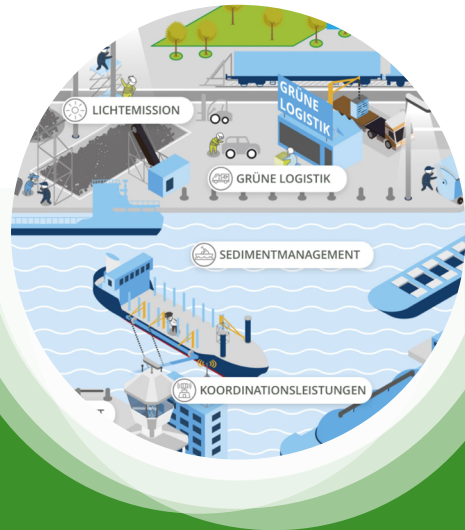 LICHTEMISSION
GRÜNE
LOGISTIK
GRÜNE LOGISTIK
SEDIMENTMANAGEMENT
KOORDINATIONSLEISTUNGEN
T